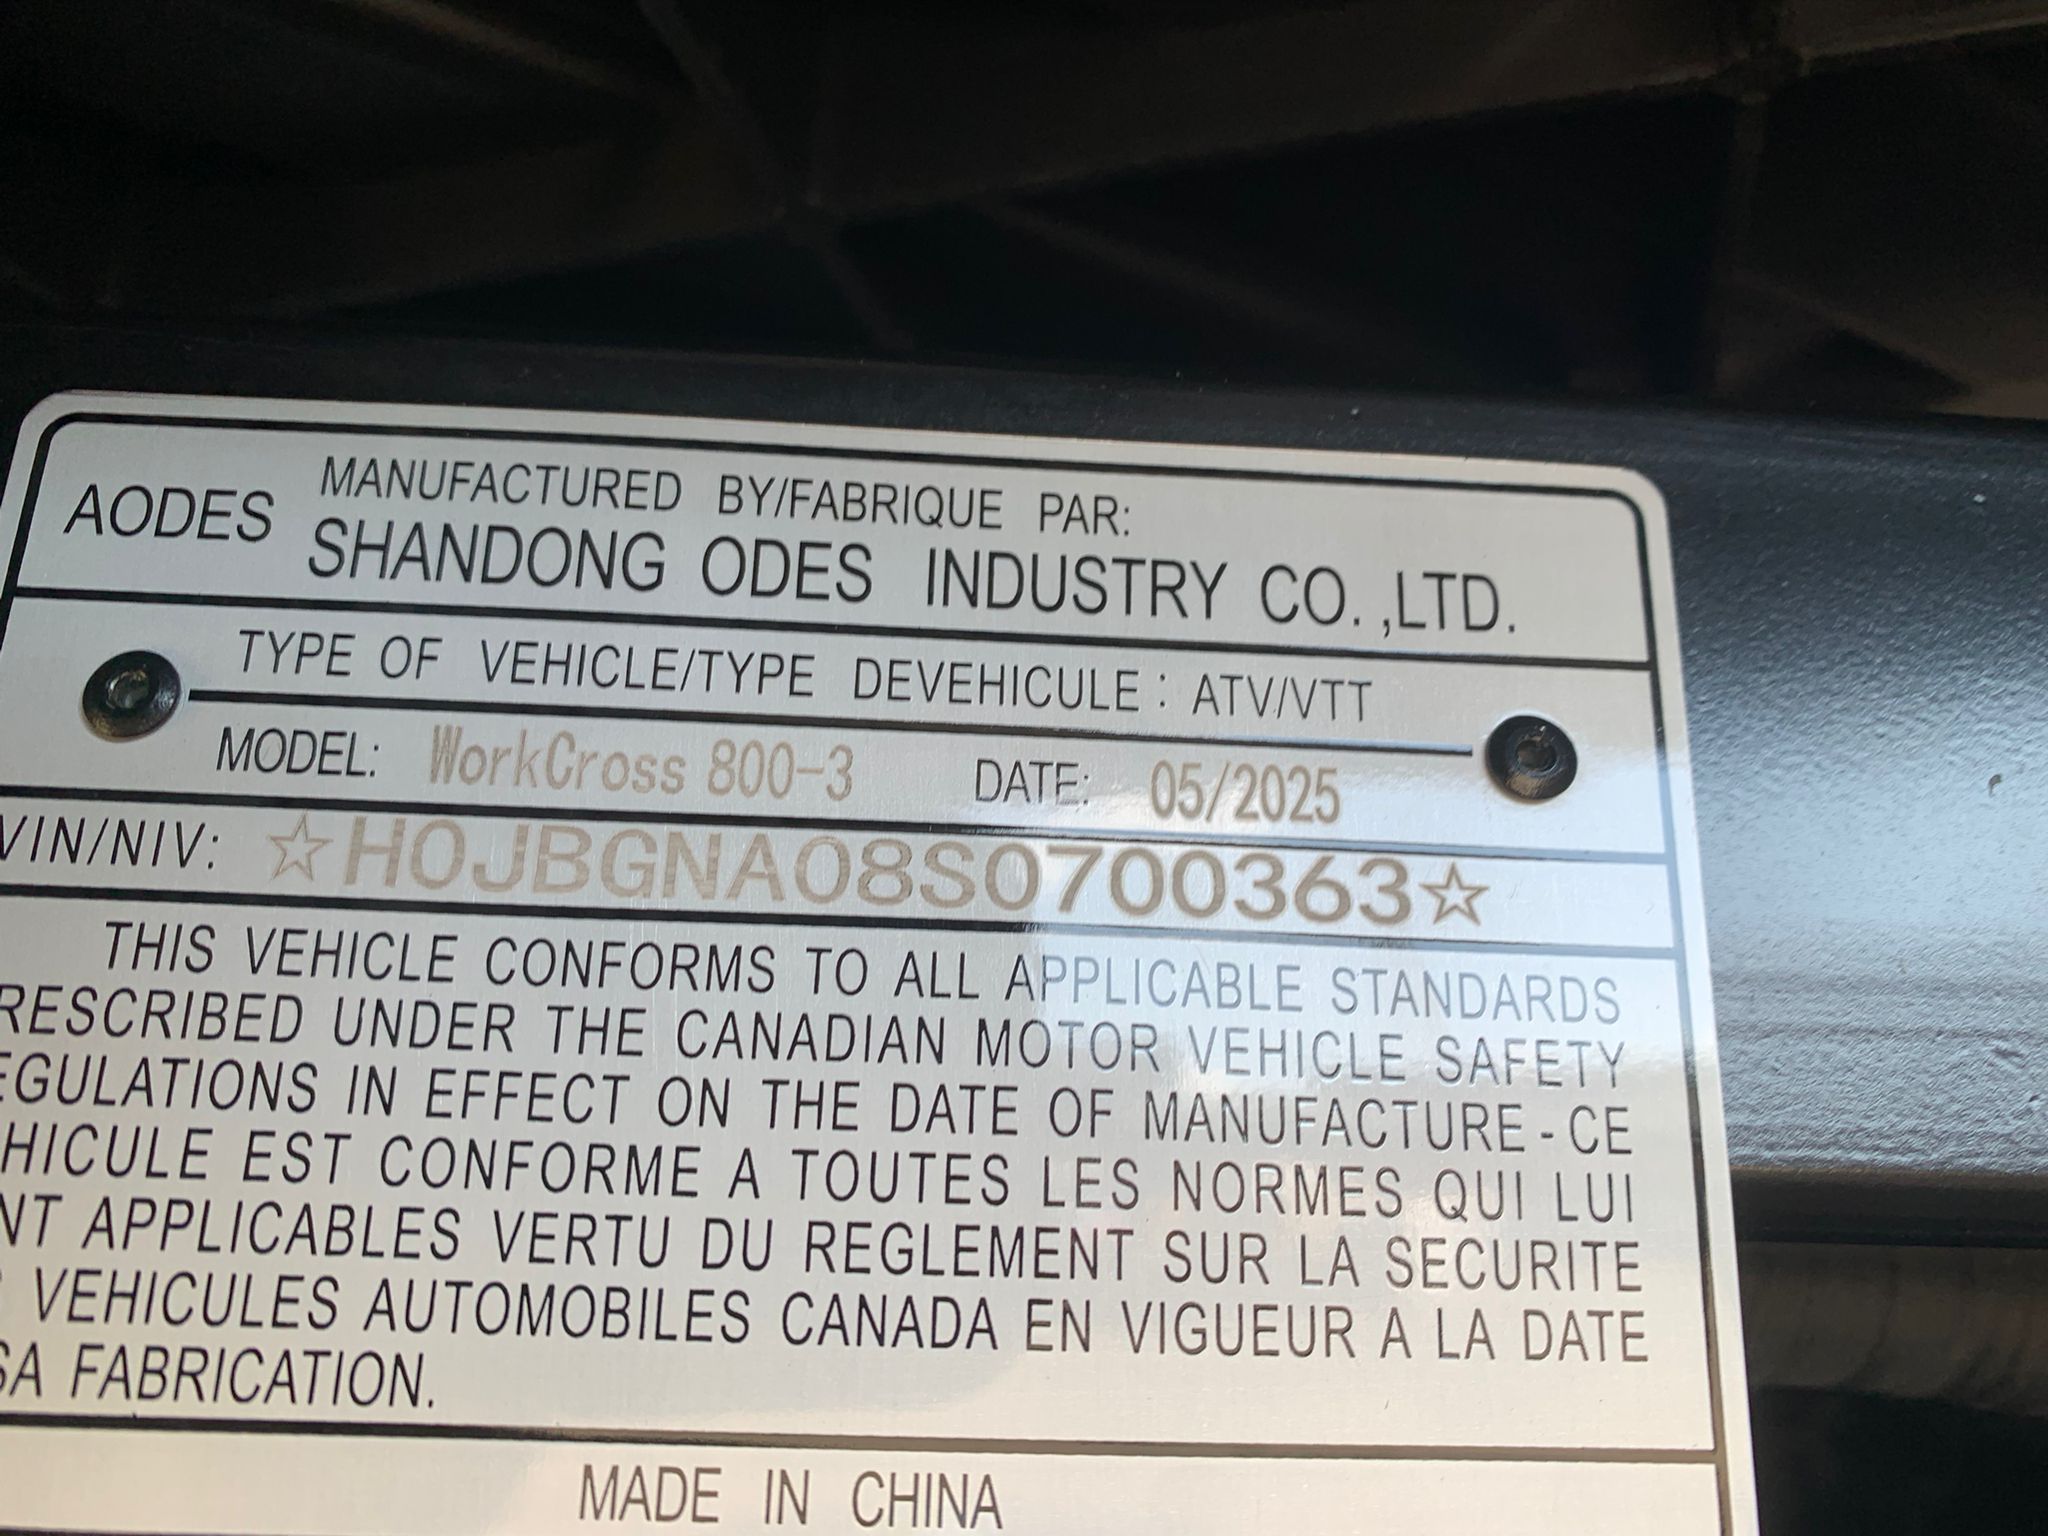 AODES
MANUFACTURED BY/FABRIQUE PAR:
SHANDONG ODES INDUSTRY CO.,LTD.
TYPE OF VEHICLE/TYPE DEVEHICULE: ATV/VTT
MODEL: WorkCross 800-3 DATE: 05/2025
VIN/NIV: ☆H0JBGNA08S0700363☆
THIS VEHICLE CONFORMS TO ALL APPLICABLE STANDARDS
RESCRIBED UNDER THE CANADIAN MOTOR VEHICLE SAFETY
EGULATIONS IN EFFECT ON THE DATE OF MANUFACTURE-CE
HICULE EST CONFORME A TOUTES LES NORMES QUI LUI
NT APPLICABLES VERTU DU REGLEMENT SUR LA SECURITE
VEHICULES AUTOMOBILES CANADA EN VIGUEUR A LA DATE
SA FABRICATION.
MADE IN CHINA